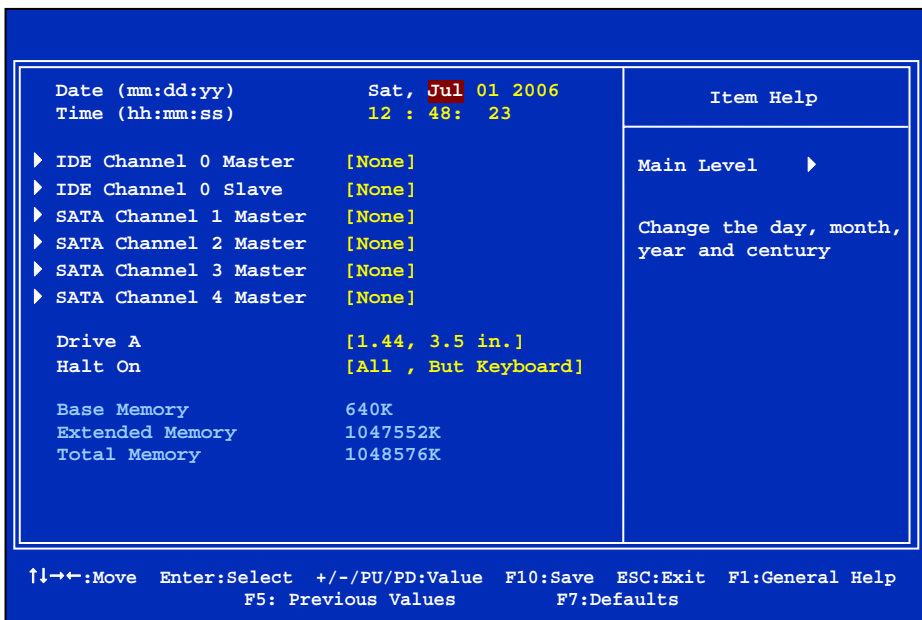 Date (mm:dd:yy) Sat, Jul 01 2006
Time (hh:mm:ss) 12 : 48: 23
IDE Channel 0 Master [None]
IDE Channel 0 Slave [None]
SATA Channel 1 Master [None]
SATA Channel 2 Master [None]
SATA Channel 3 Master [None]
SATA Channel 4 Master [None]
Drive A [1.44, 3.5 in.]
Halt On [All , But Keyboard]
Base Memory 640K
Extended Memory 1047552K
Total Memory 1048576K
Item Help
Main Level
Change the day, month,
year and century
↑↓→←:Move Enter:Select +/-/PU/PD:Value F10:Save ESC:Exit F1:General Help
F5: Previous Values F7:Defaults